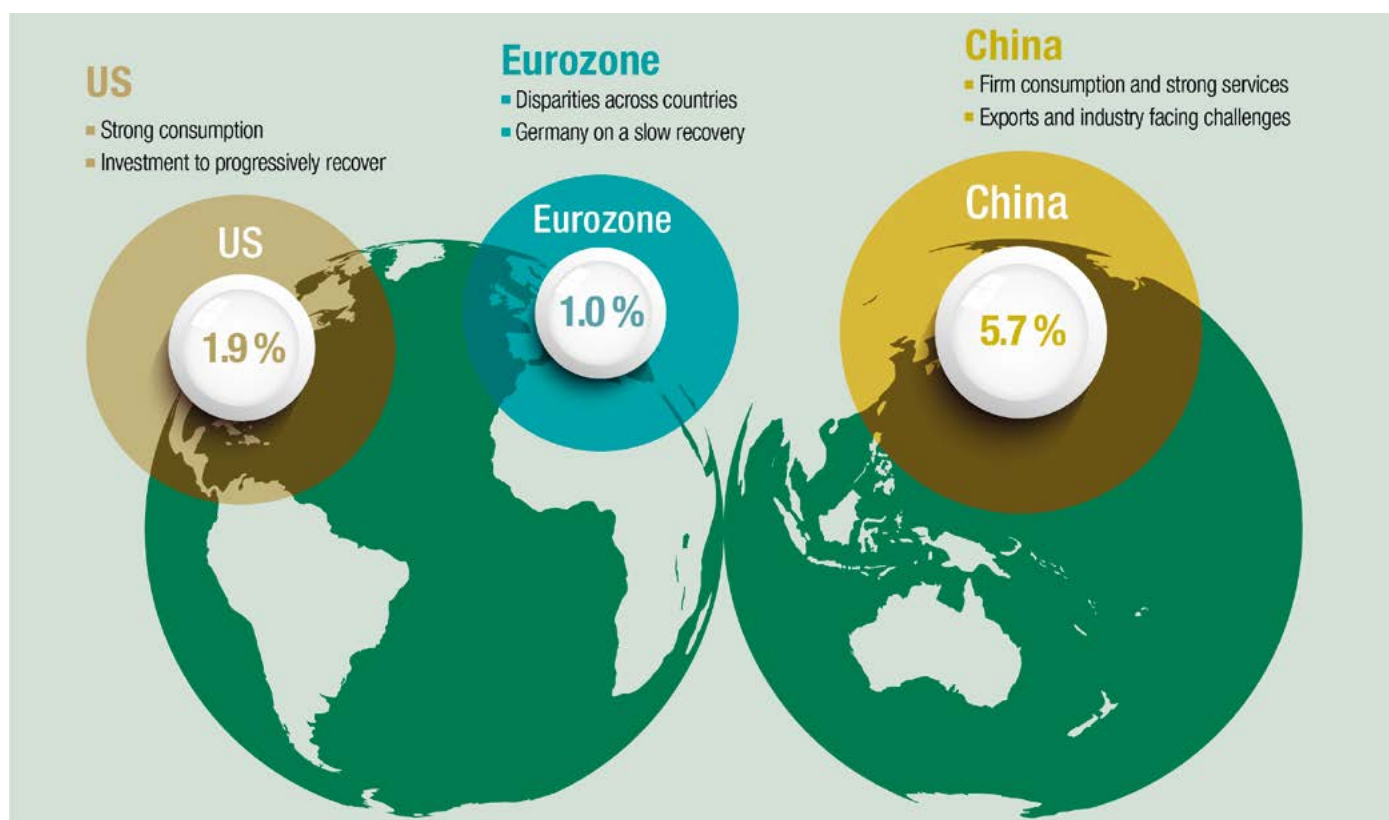 US
Strong consumption
Investment to progressively recover
Eurozone
Disparities across countries
Germany on a slow recovery
China
Firm consumption and strong services
Exports and industry facing challenges
US
1.9 %
Eurozone
1.0 %
China
5.7 %